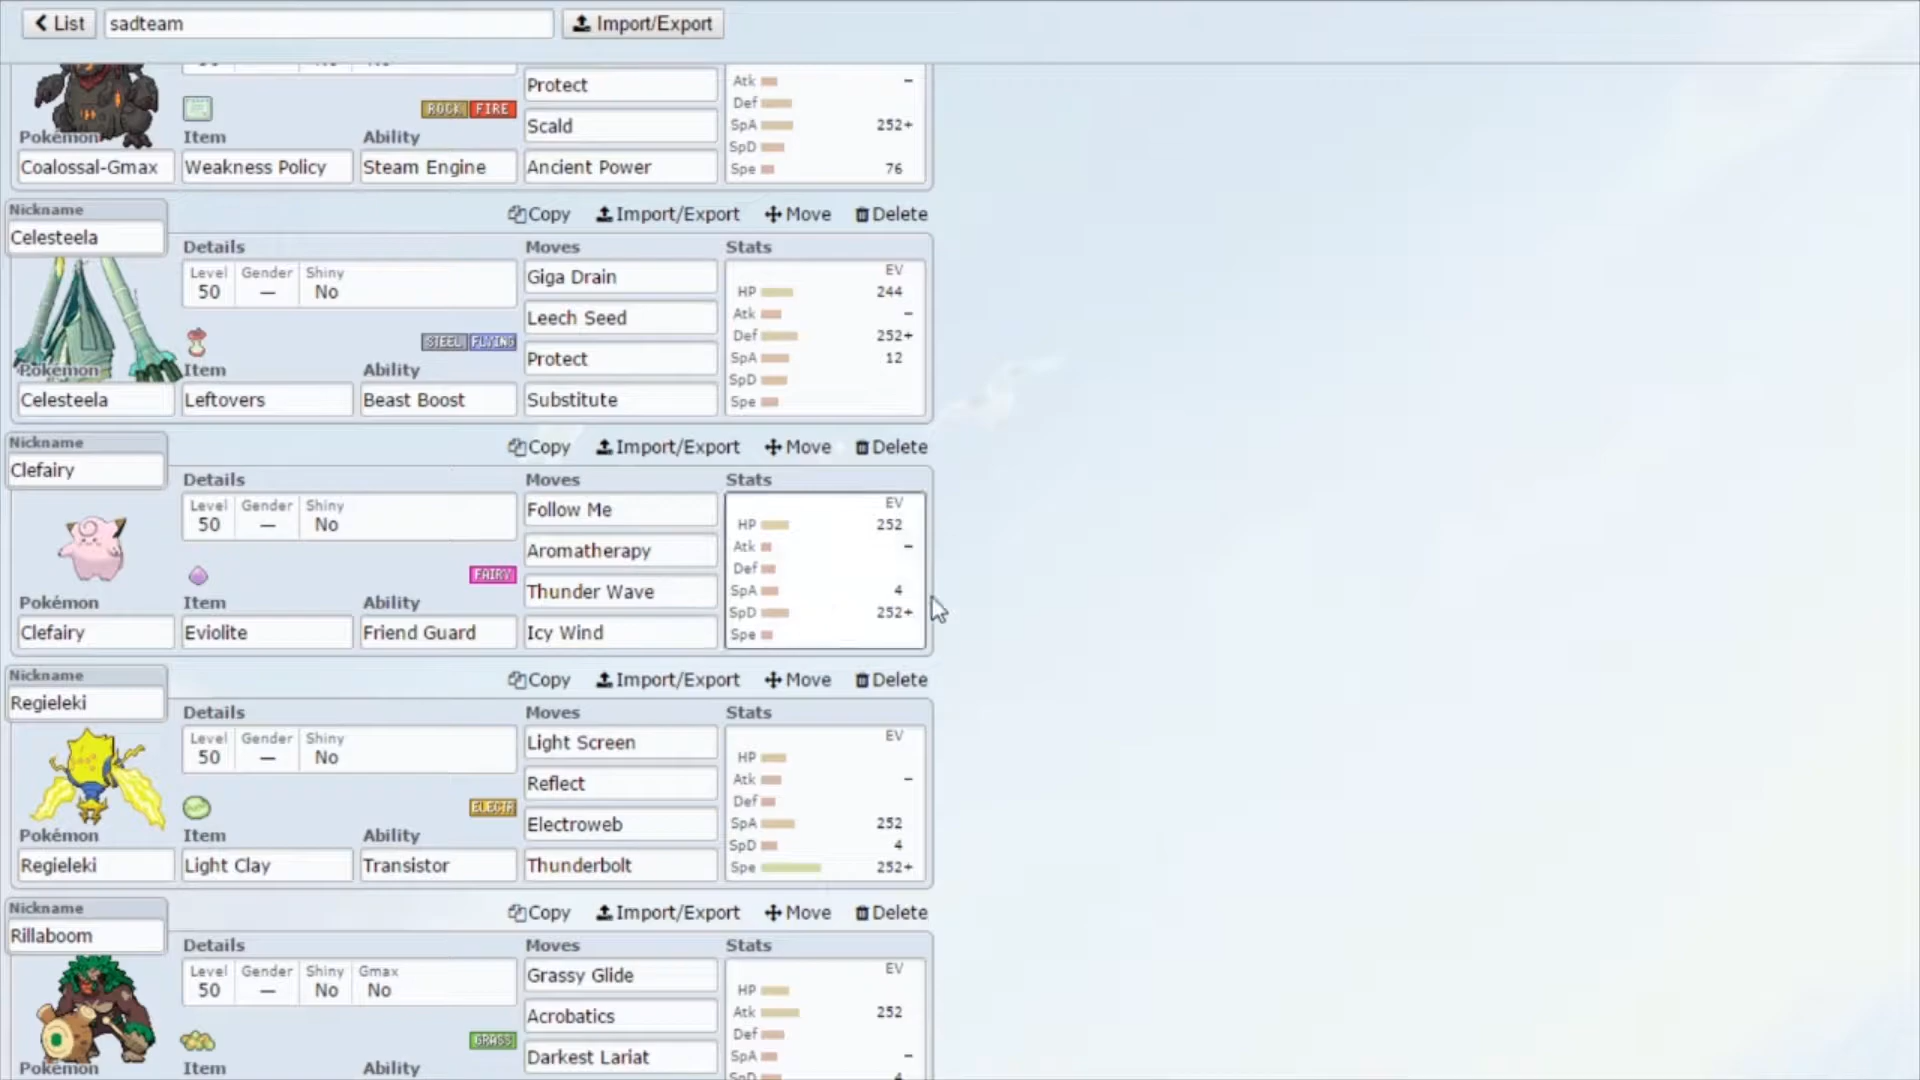 List
sadteam
Import/Export
Protect
Atk –
Def
ROCK FIRE
Scald
SpA 252+
Pokémon Item Ability
SpD
Coalossal-Gmax Weakness Policy Steam Engine Ancient Power
Spe 76
Nickname
Copy Import/Export Move Delete
Celesteela
Details Moves Stats
Level Gender Shiny
50 — No
Giga Drain
EV
HP 244
Leech Seed
Atk –
Def 252+
STEEL FLYING
Protect
SpA 12
Pokémon Item Ability
SpD
Celesteela Leftovers Beast Boost Substitute
Spe
Nickname
Copy Import/Export Move Delete
Clefairy
Details Moves Stats
Level Gender Shiny
50 — No
Follow Me
EV
HP 252
Aromatherapy
Atk –
Def
FAIRY
Thunder Wave
SpA 4
Pokémon Item Ability
SpD 252+
Clefairy Eviolite Friend Guard Icy Wind
Spe
Nickname
Copy Import/Export Move Delete
Regieleki
Details Moves Stats
Level Gender Shiny
50 — No
Light Screen
EV
HP
Reflect
Atk –
Def
ELECTR
Electroweb
SpA 252
Pokémon Item Ability
SpD 4
Regieleki Light Clay Transistor Thunderbolt
Spe 252+
Nickname
Copy Import/Export Move Delete
Rillaboom
Details Moves Stats
Level Gender Shiny Gmax
50 — No No
Grassy Glide
EV
HP
Acrobatics
Atk 252
Def
GRASS
Darkest Lariat
SpA –
Pokémon Item Ability
SpD 4